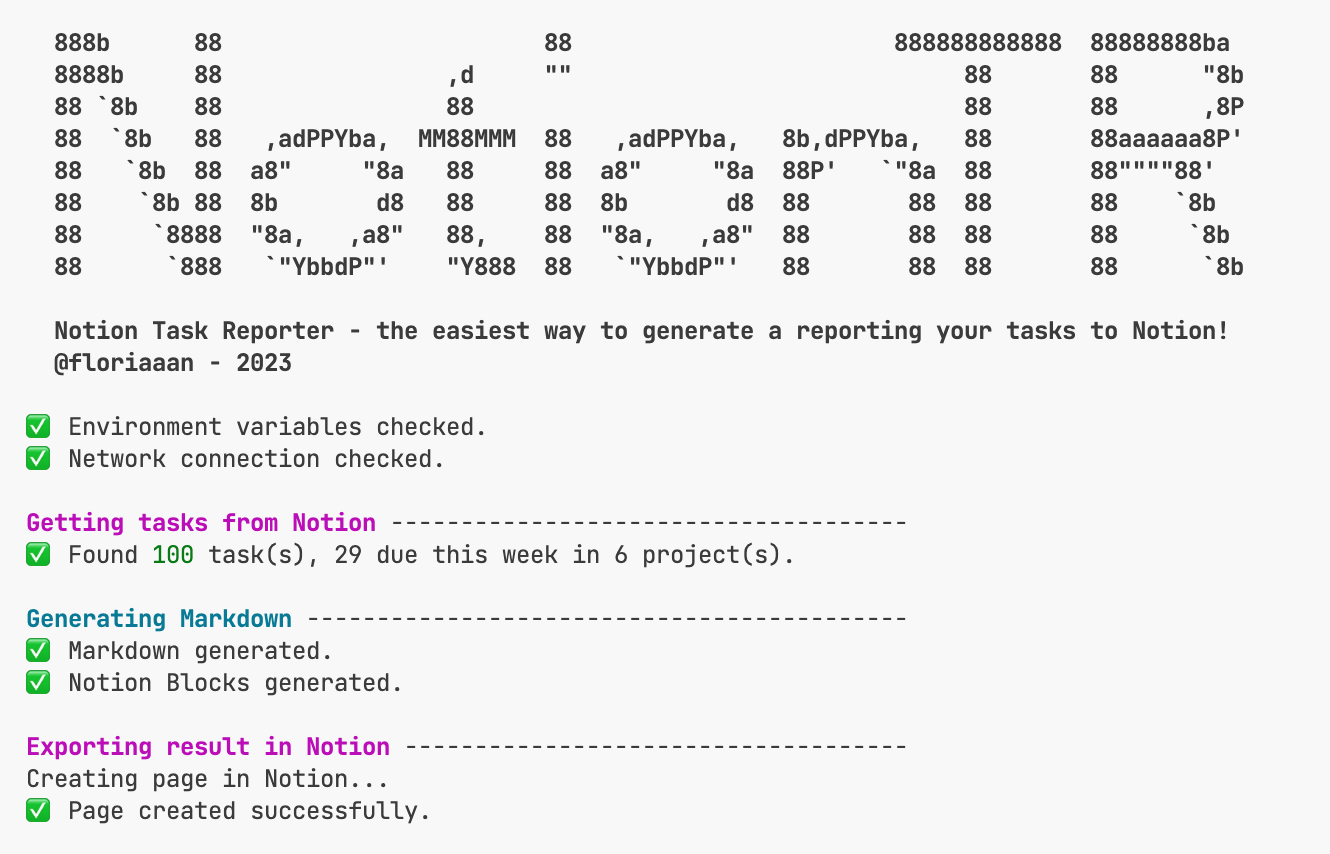 888b      88                       88                       888888888888  88888888ba
8888b     88                ,d     ""                            88       88      "8b
88 `8b    88                88                                   88       88      ,8P
88  `8b   88   ,adPPYba,  MM88MMM  88   ,adPPYba,   8b,dPPYba,   88       88aaaaaa8P'
88   `8b  88  a8"     "8a   88     88  a8"     "8a  88P'   `"8a  88       88""""88'
88    `8b 88  8b       d8   88     88  8b       d8  88       88  88       88    `8b
88     `8888  "8a,   ,a8"   88,    88  "8a,   ,a8"  88       88  88       88     `8b
88      `888   `"YbbdP"'    "Y888  88   `"YbbdP"'   88       88  88       88      `8b
Notion Task Reporter - the easiest way to generate a reporting your tasks to Notion!
@floriaaan - 2023
✅ Environment variables checked.
✅ Network connection checked.
Getting tasks from Notion -------------------------------------
✅ Found 100 task(s), 29 due this week in 6 project(s).
Generating Markdown -------------------------------------------
✅ Markdown generated.
✅ Notion Blocks generated.
Exporting result in Notion ------------------------------------
Creating page in Notion...
✅ Page created successfully.